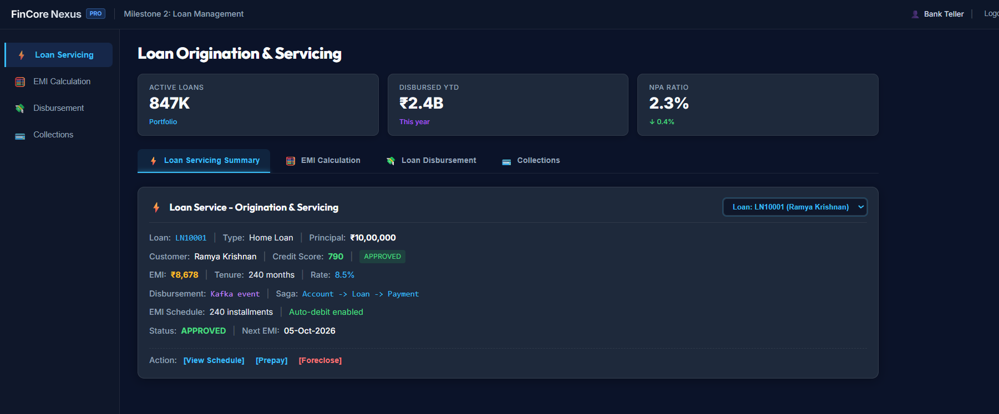 FinCore Nexus PRO | Milestone 2: Loan Management
Bank Teller | Logo
Loan Servicing
EMI Calculation
Disbursement
Collections
Loan Origination & Servicing
ACTIVE LOANS
847K
Portfolio
DISBURSED YTD
₹2.4B
This year
NPA RATIO
2.3%
↓ 0.4%
Loan Servicing Summary
EMI Calculation
Loan Disbursement
Collections
Loan Service - Origination & Servicing
Loan: LN10001 (Ramya Krishnan)
Loan: LN10001 | Type: Home Loan | Principal: ₹10,00,000
Customer: Ramya Krishnan | Credit Score: 790 | APPROVED
EMI: ₹8,678 | Tenure: 240 months | Rate: 8.5%
Disbursement: Kafka event | Saga: Account -> Loan -> Payment
EMI Schedule: 240 installments | Auto-debit enabled
Status: APPROVED | Next EMI: 05-Oct-2026
Action: [View Schedule] [Prepay] [Foreclose]